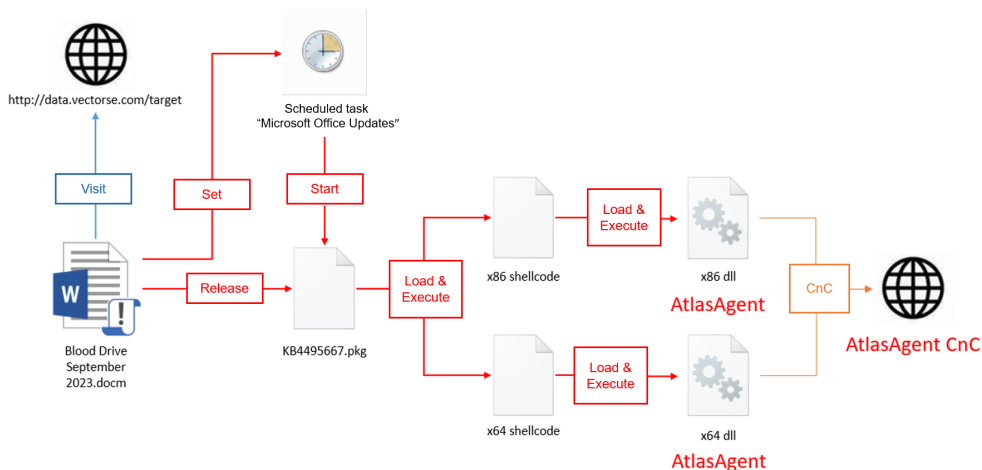 http://data.vectorse.com/target
Scheduled task
“Microsoft Office Updates”
Visit
Set
Start
Load &
Execute
Load &
Execute
x86 shellcode
x86 dll
AtlasAgent
W
!
Release
CnC
Blood Drive
September
2023.docm
KB4495667.pkg
AtlasAgent CnC
Load &
Execute
x64 shellcode
x64 dll
AtlasAgent